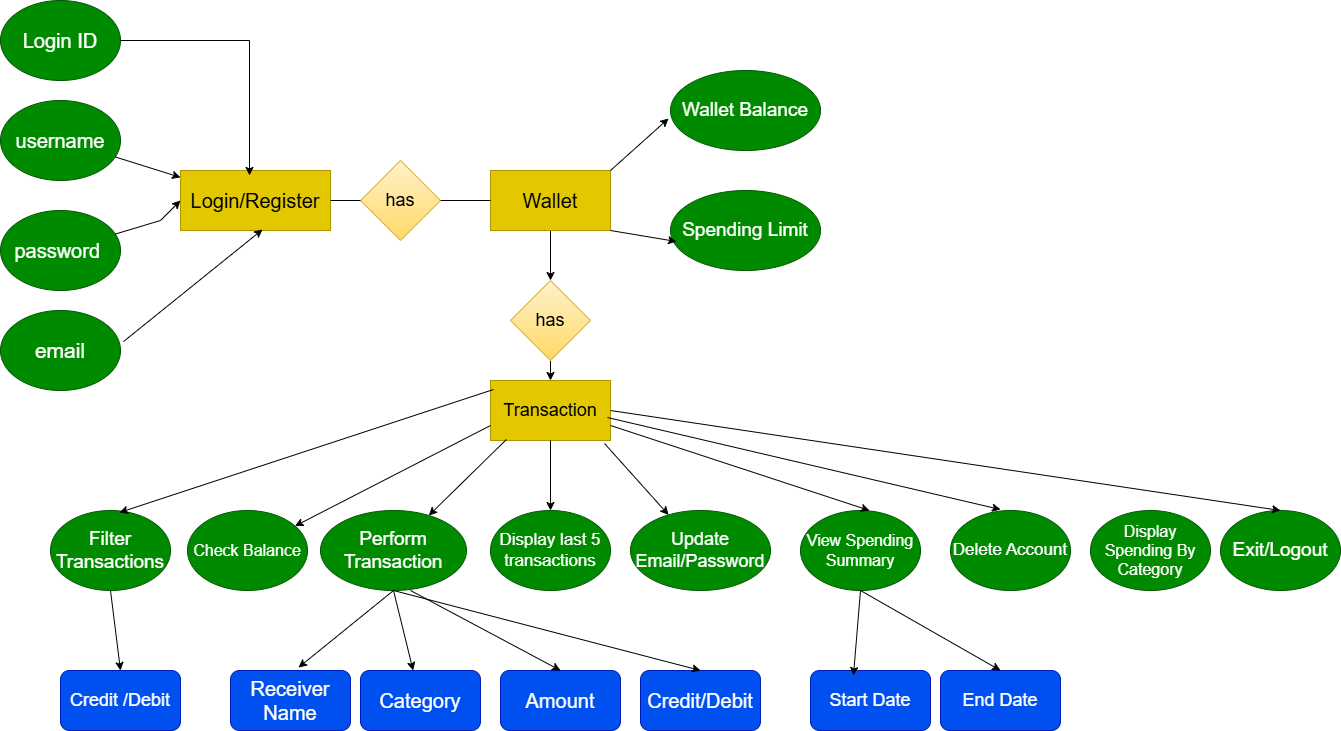 Login ID
username
password
email
Login/Register
has
Wallet
Wallet Balance
Spending Limit
has
Transaction
Filter
Transactions
Check Balance
Perform
Transaction
Display last 5
transactions
Update
Email/Password
View Spending
Summary
Delete Account
Display
Spending By
Category
Exit/Logout
Credit /Debit
Receiver
Name
Category
Amount
Credit/Debit
Start Date
End Date